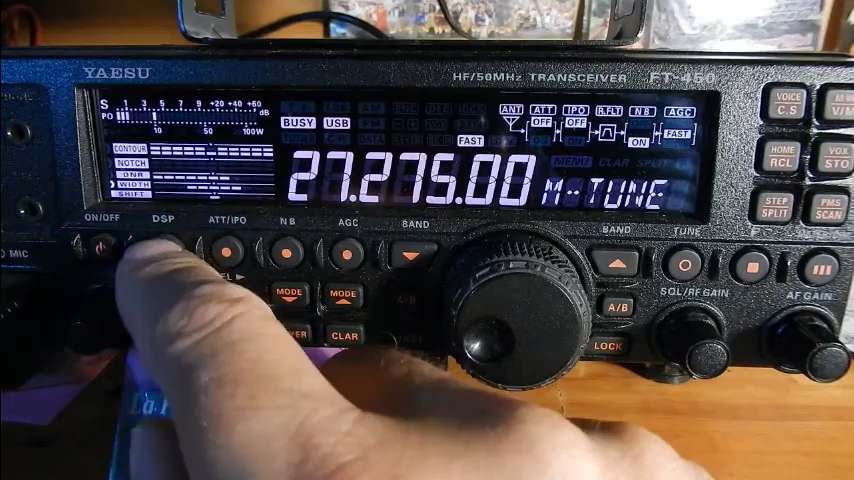 YAESU
HF/50MHz TRANSCEIVER FT-450
S 1 3 5 7 9 +20 +40 +60 dB
PO 10 50 100W
BUSY USB
FAST
ANT ATT IPO R.FLT NB AGC
OFF OFF FAST
ON
MENU CLAR SPLIT
CONTOUR
NOTCH
DNR
WIDTH
SHIFT
27.275.00 M-TUNE
VOICE C.S
V/M
HOME RCL
VOX STO
STEP SPLIT
PMS SCAN
ON/OFF DSP ATT/IPO NB AGC BAND BAND TUNE F
MIC
MODE MODE A/B
SQL/RF GAIN AF GAIN
CLAR
LOCK